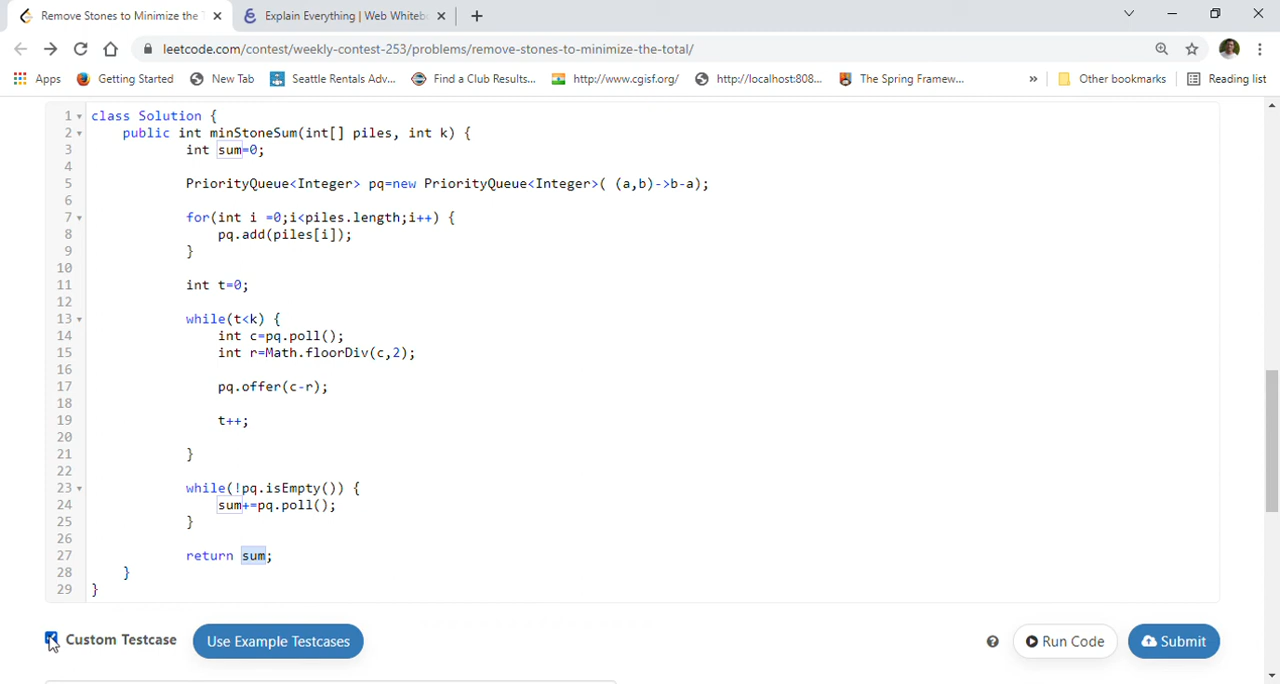 Remove Stones to Minimize the
Explain Everything | Web Whiteb
leetcode.com/contest/weekly-contest-253/problems/remove-stones-to-minimize-the-total/
Apps Getting Started New Tab Seattle Rentals Adv... Find a Club Results... http://www.cgisf.org/ http://localhost:808... The Spring Framew... » Other bookmarks Reading list
1 class Solution {
2 public int minStoneSum(int[] piles, int k) {
3 int sum=0;
4
5 PriorityQueue<Integer> pq=new PriorityQueue<Integer>( (a,b)->b-a);
6
7 for(int i =0;i<piles.length;i++) {
8 pq.add(piles[i]);
9 }
10
11 int t=0;
12
13 while(t<k) {
14 int c=pq.poll();
15 int r=Math.floorDiv(c,2);
16
17 pq.offer(c-r);
18
19 t++;
20
21 }
22
23 while(!pq.isEmpty()) {
24 sum+=pq.poll();
25 }
26
27 return sum;
28 }
29 }
Custom Testcase Use Example Testcases Run Code Submit